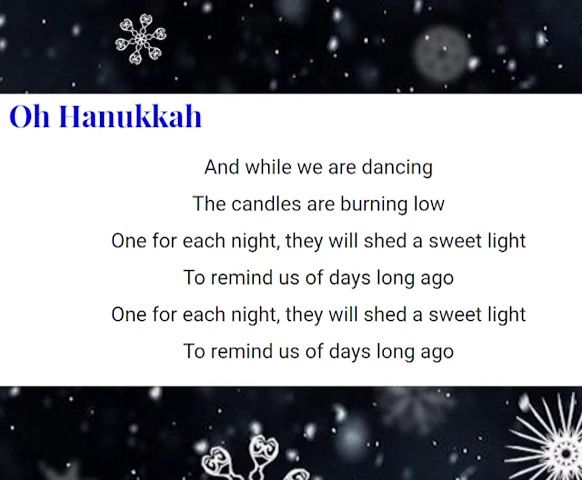 Oh Hanukkah
And while we are dancing
The candles are burning low
One for each night, they will shed a sweet light
To remind us of days long ago
One for each night, they will shed a sweet light
To remind us of days long ago